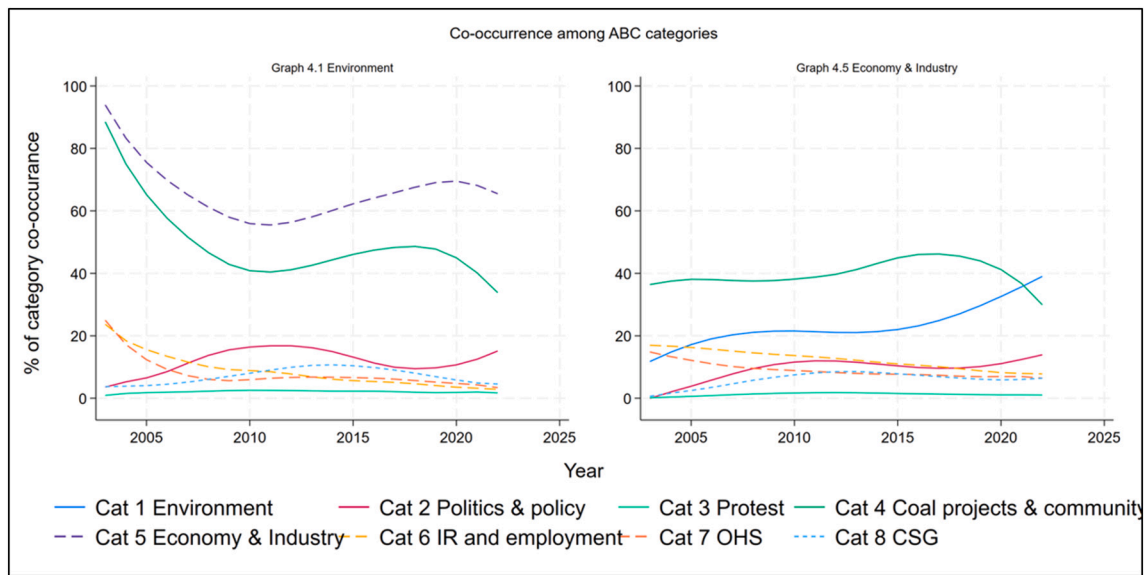 Co-occurrence among ABC categories
Graph 4.1 Environment
Graph 4.5 Economy & Industry
% of category co-occurance
100
80
60
40
20
0
2005 2010 2015 2020 2025
100
80
60
40
20
0
2005 2010 2015 2020 2025
Year
Cat 1 Environment Cat 2 Politics & policy Cat 3 Protest Cat 4 Coal projects & community
Cat 5 Economy & Industry Cat 6 IR and employment Cat 7 OHS Cat 8 CSG